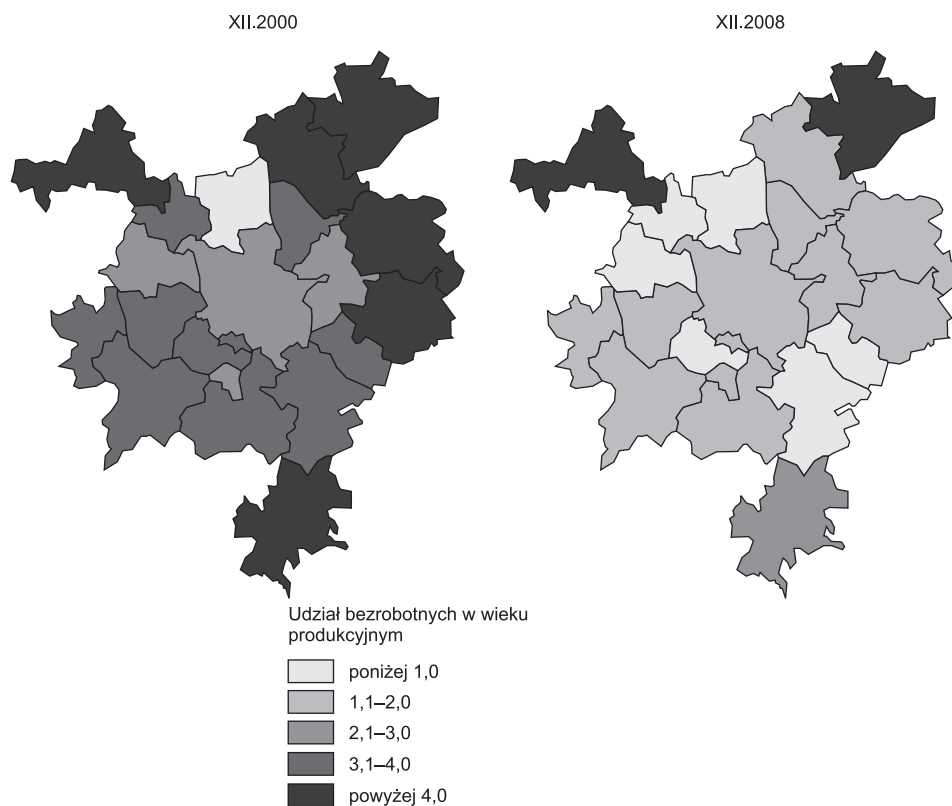 XII.2000
XII.2008
Udział bezrobotnych w wieku
produkcyjnym
poniżej 1,0
1,1–2,0
2,1–3,0
3,1–4,0
powyżej 4,0